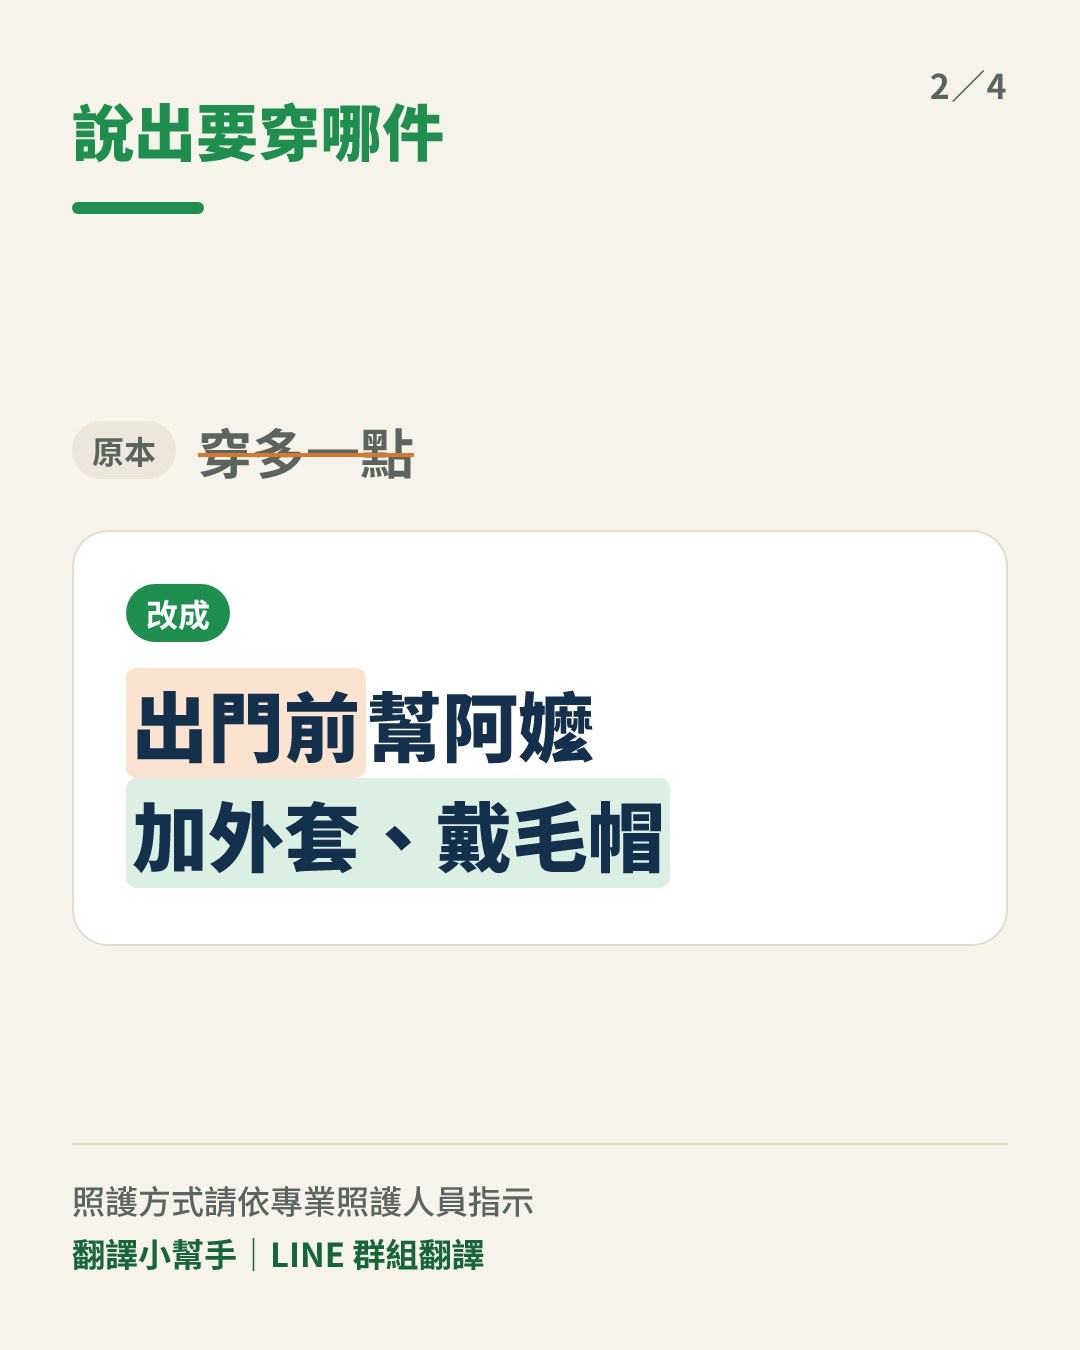 2／4
說出要穿哪件
原本 穿多一點
改成
出門前幫阿嬤
加外套、戴毛帽
照護方式請依專業照護人員指示
翻譯小幫手｜LINE 群組翻譯